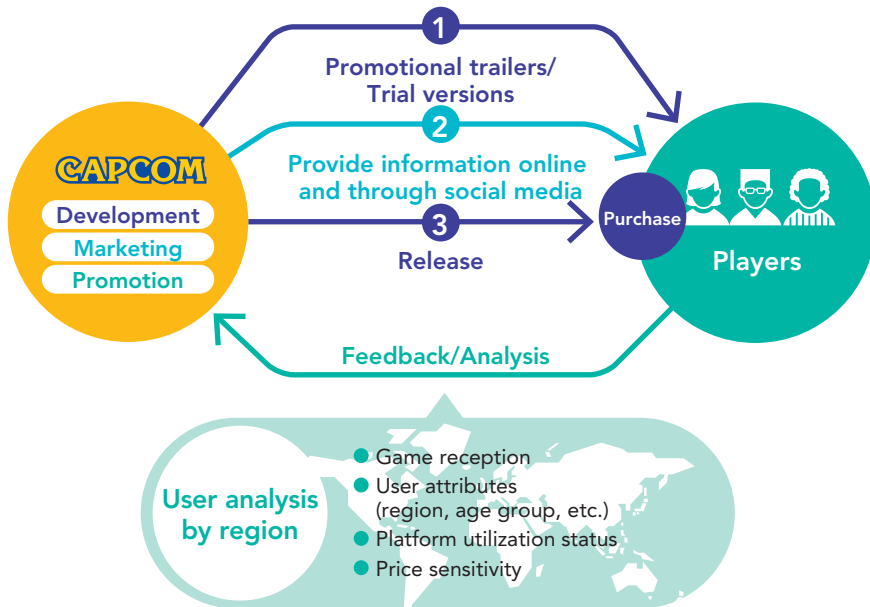 1
Promotional trailers/
Trial versions
2
Provide information online
and through social media
CAPCOM
Development
Marketing
Promotion
3
Release
Purchase
Players
Feedback/Analysis
User analysis
by region
Game reception
User attributes
(region, age group, etc.)
Platform utilization status
Price sensitivity